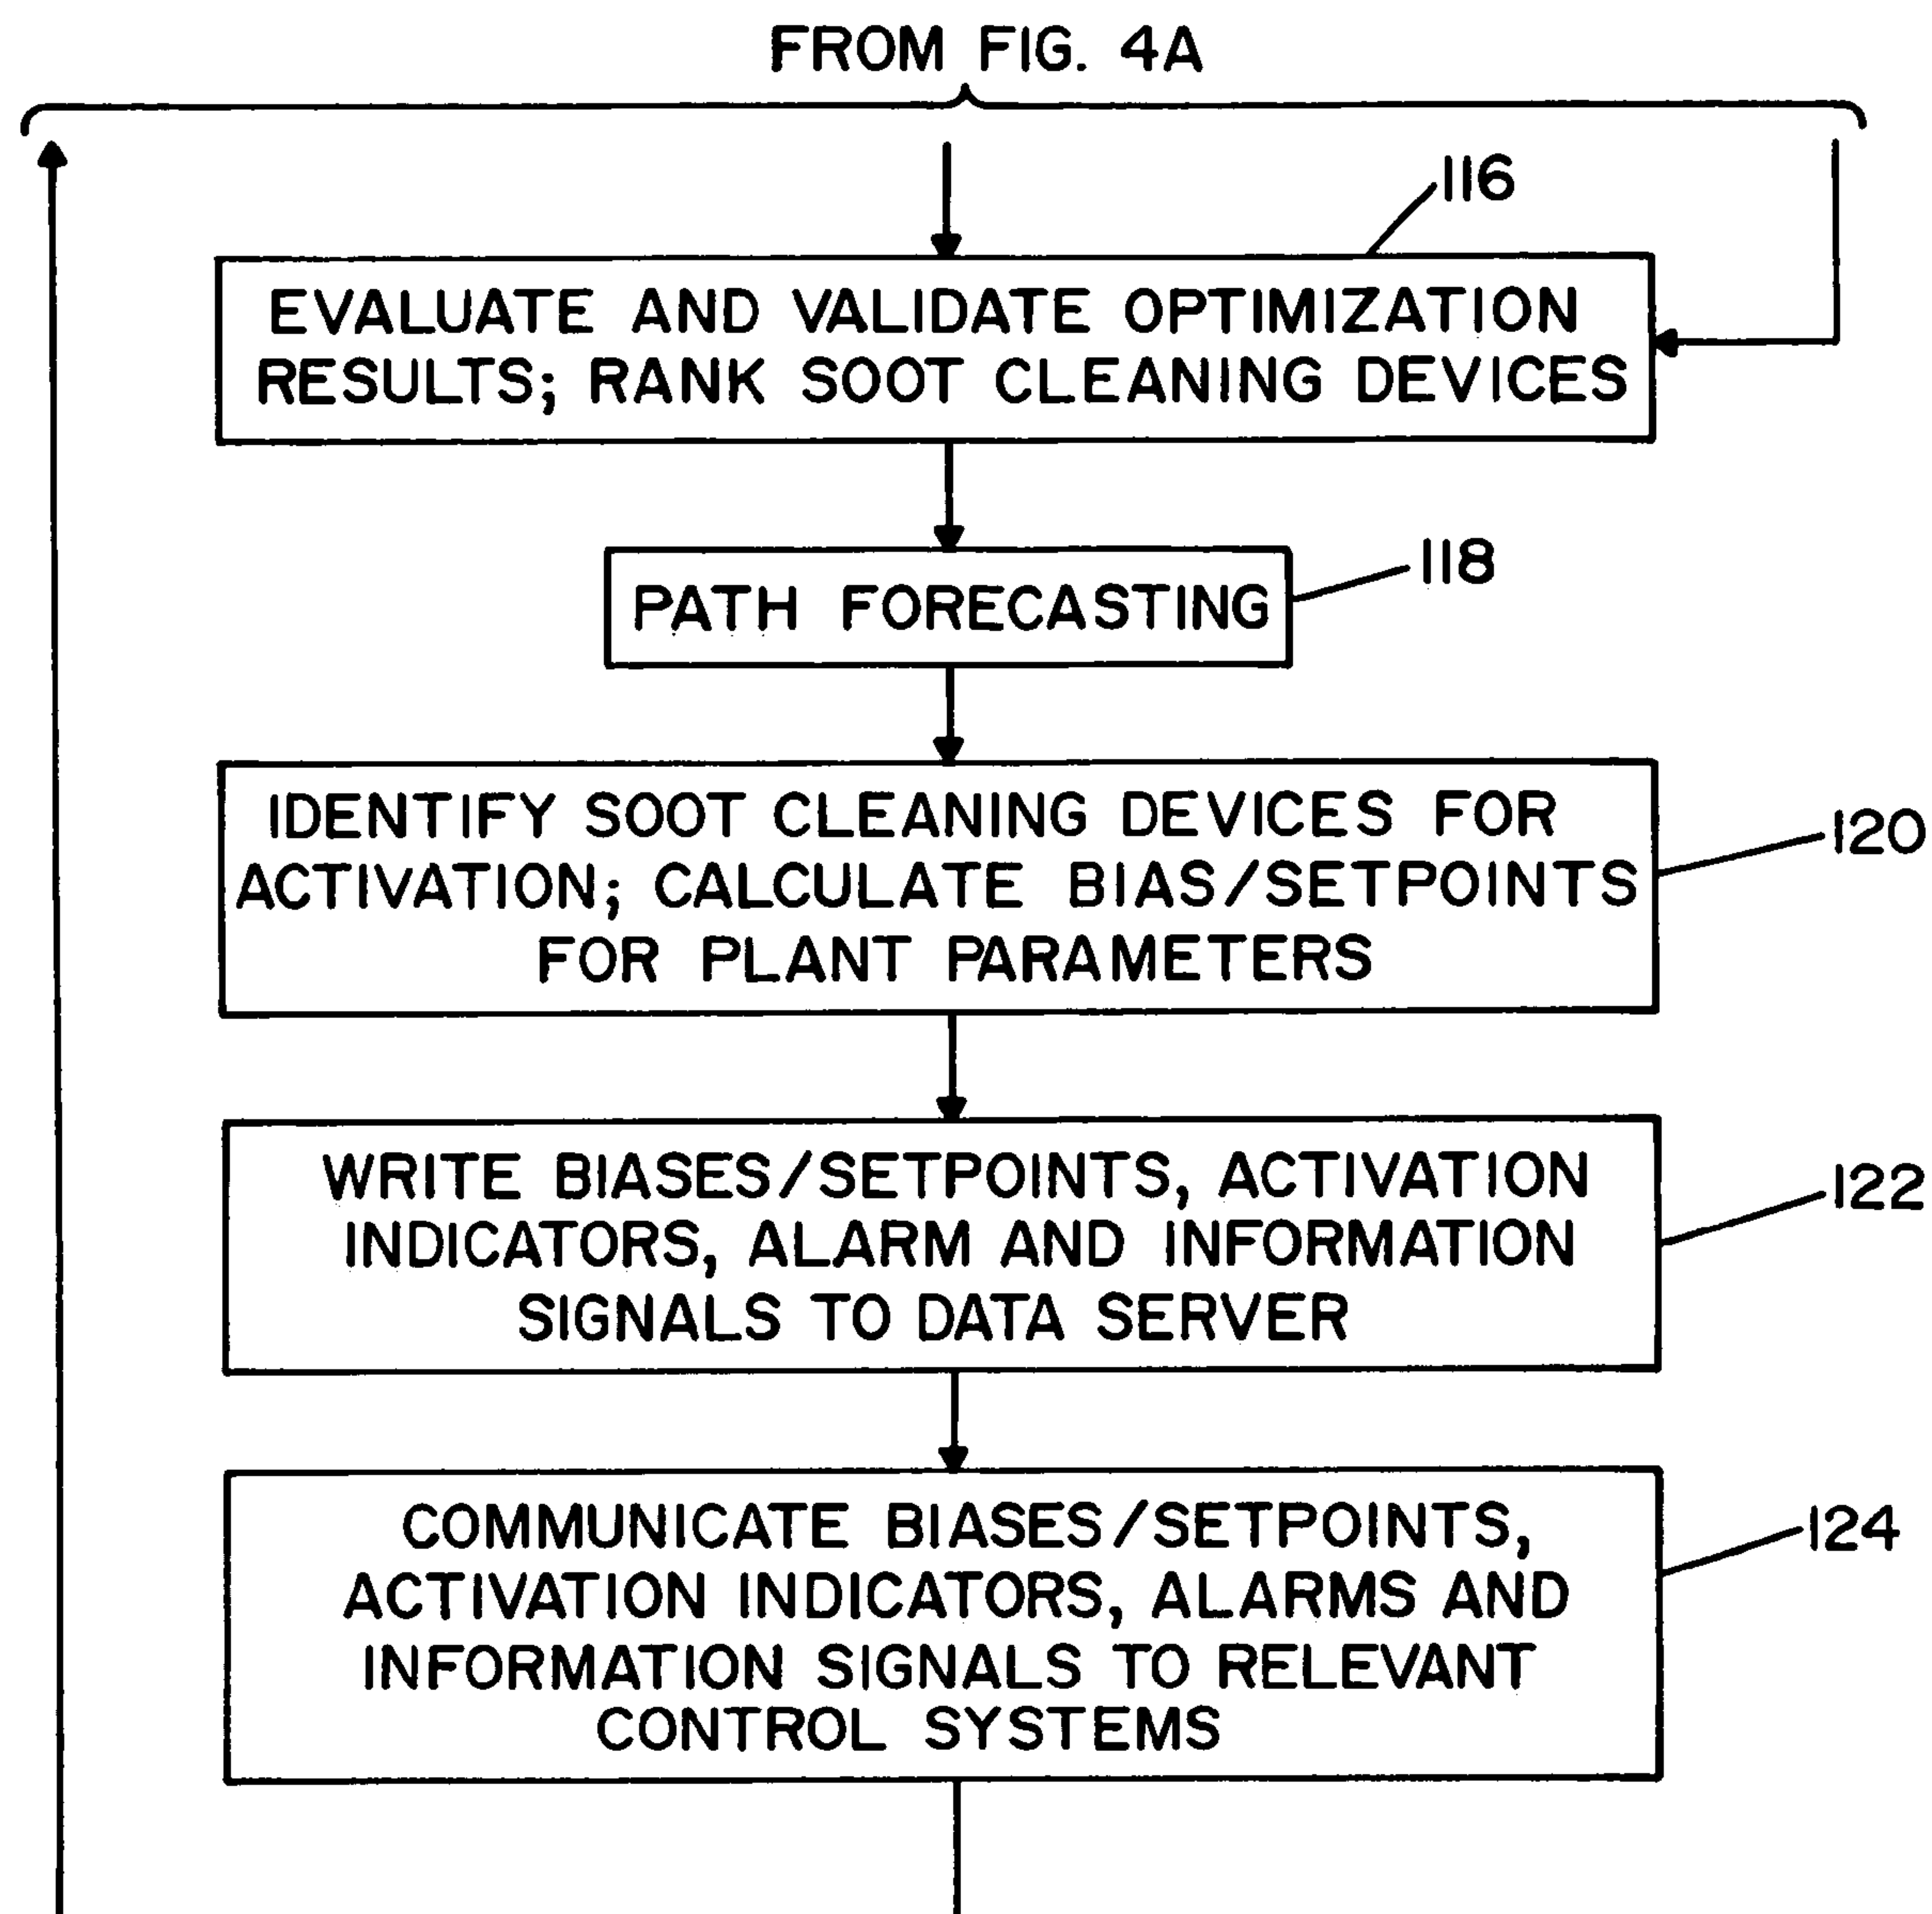 FROM FIG. 4A
116
EVALUATE AND VALIDATE OPTIMIZATION
RESULTS; RANK SOOT CLEANING DEVICES
118
PATH FORECASTING
IDENTIFY SOOT CLEANING DEVICES FOR
ACTIVATION; CALCULATE BIAS/SETPOINTS
FOR PLANT PARAMETERS
120
WRITE BIASES/SETPOINTS, ACTIVATION
INDICATORS, ALARM AND INFORMATION
SIGNALS TO DATA SERVER
122
COMMUNICATE BIASES/SETPOINTS,
ACTIVATION INDICATORS, ALARMS AND
INFORMATION SIGNALS TO RELEVANT
CONTROL SYSTEMS
124